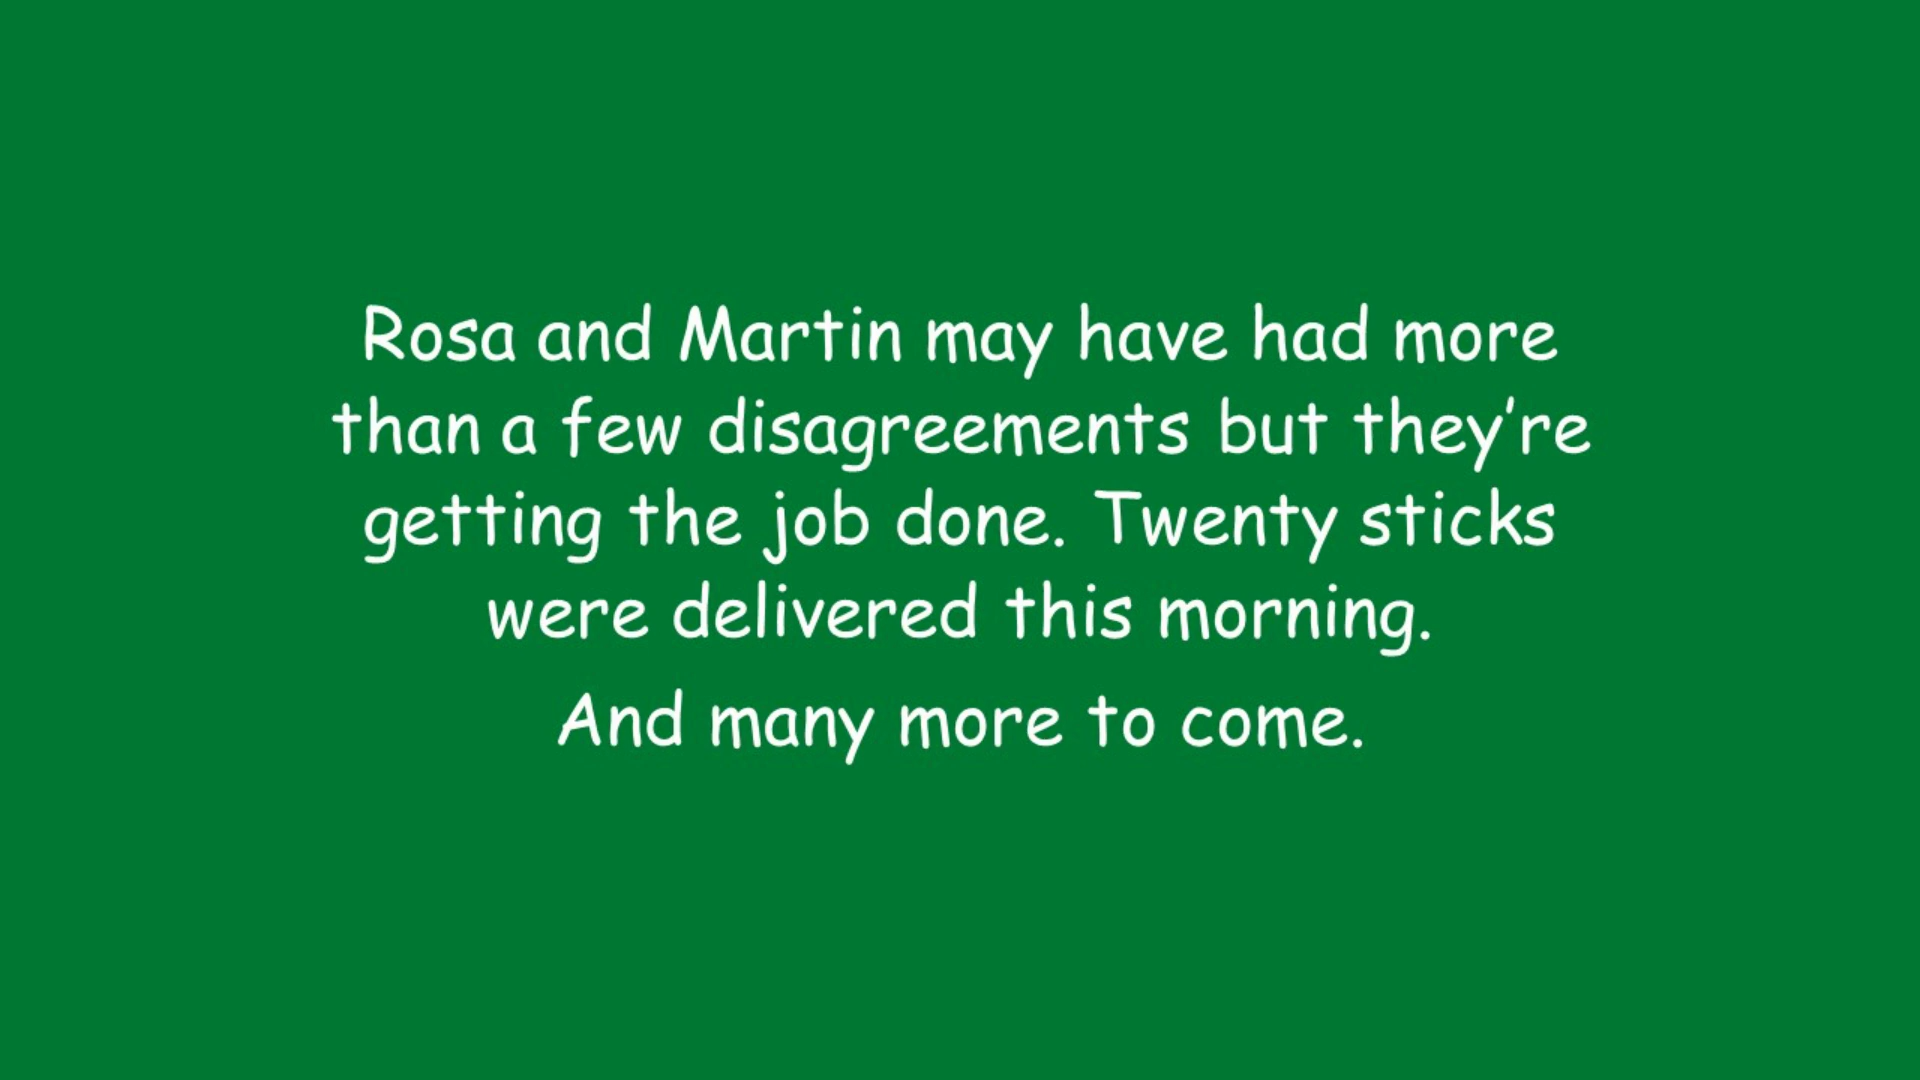 Rosa and Martin may have had more
than a few disagreements but they’re
getting the job done. Twenty sticks
were delivered this morning.
And many more to come.